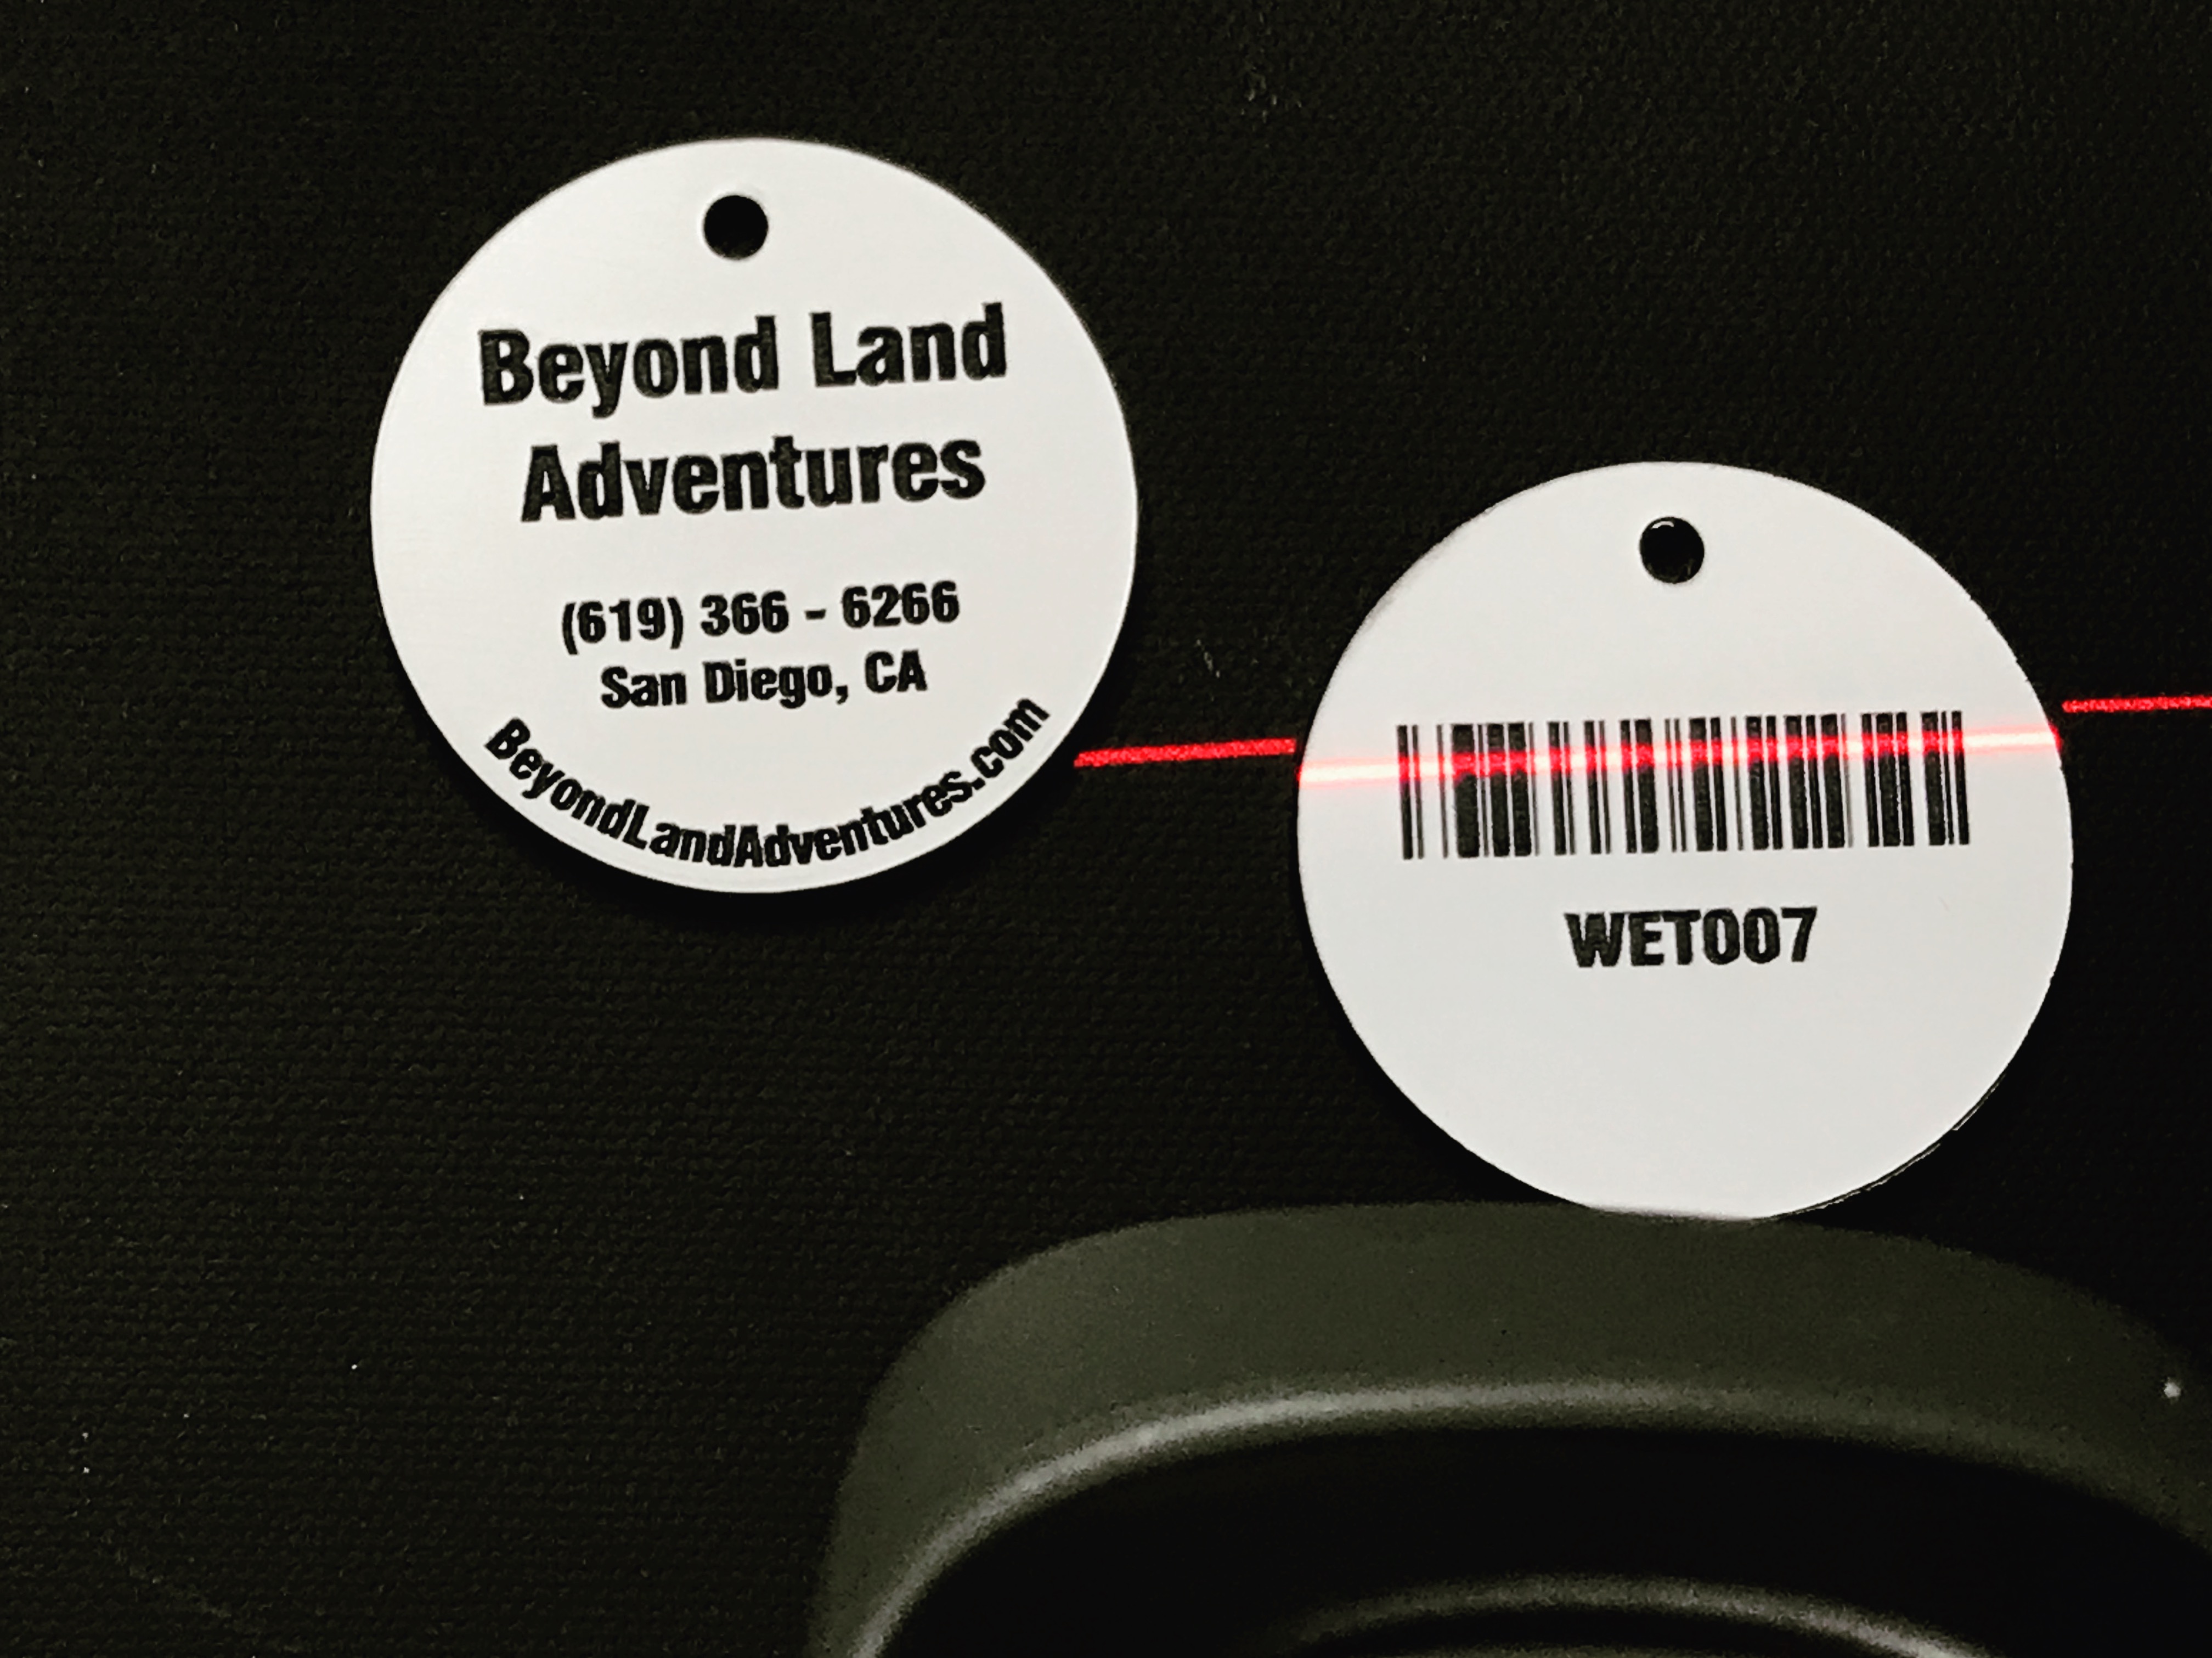 Beyond Land
Adventures
(619) 366 - 6266
San Diego, CA
BeyondLandAdventures.com
WET007